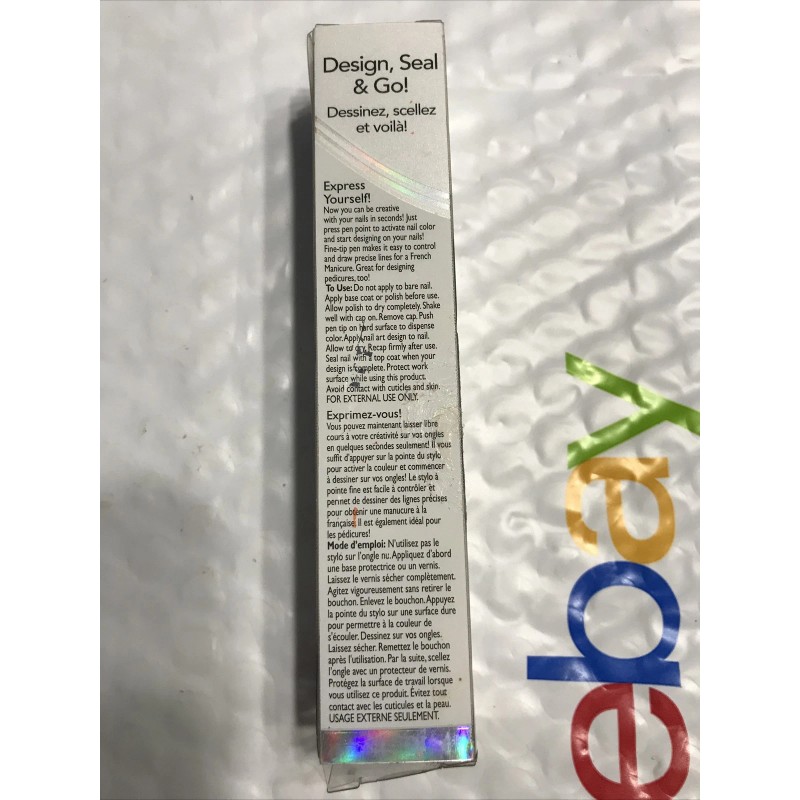 Design, Seal
& Go!
Dessinez, scellez
et voilà!
Express
Yourself!
Now you can be creative
with your nails in seconds! Just
press pen point to activate nail color
and start designing on your nails!
Fine-tip pen makes it easy to control
and draw precise lines for a French
Manicure. Great for designing
pedicures, too!
To Use: Do not apply to bare nail.
Apply base coat or polish before use.
Allow polish to dry completely. Shake
well with cap on. Remove cap. Push
pen tip on hard surface to dispense
color. Apply nail art design to nail.
Allow to dry. Recap firmly after use.
Seal nail with a top coat when your
design is complete. Protect work
surface while using this product.
Avoid contact with cuticles and skin.
FOR EXTERNAL USE ONLY.
Exprimez-vous!
Vous pouvez maintenant laisser libre
cours à votre créativité sur vos ongles
en quelques secondes seulement! Il vous
suffit d'appuyer sur la pointe du stylo
pour activer la couleur et commencer
à dessiner sur vos ongles! Le stylo à
pointe fine est facile à contrôler et
permet de dessiner des lignes précises
pour obtenir une manucure à la
française. Il est également idéal pour
les pédicures!
Mode d'emploi: N'utilisez pas le
stylo sur l'ongle nu. Appliquez d'abord
une base protectrice ou un vernis.
Laissez le vernis sécher complètement.
Agitez vigoureusement sans retirer le
bouchon. Enlevez le bouchon. Appuyez
la pointe du stylo sur une surface dure
pour permettre à la couleur de
s'écouler. Dessinez sur vos ongles.
Laissez sécher. Remettez le bouchon
après l'utilisation. Par la suite, scellez
l'ongle avec un protecteur de vernis.
Protégez la surface de travail lorsque
vous utilisez ce produit. Évitez tout
contact avec les cuticules et la peau.
USAGE EXTERNE SEULEMENT.
ebay